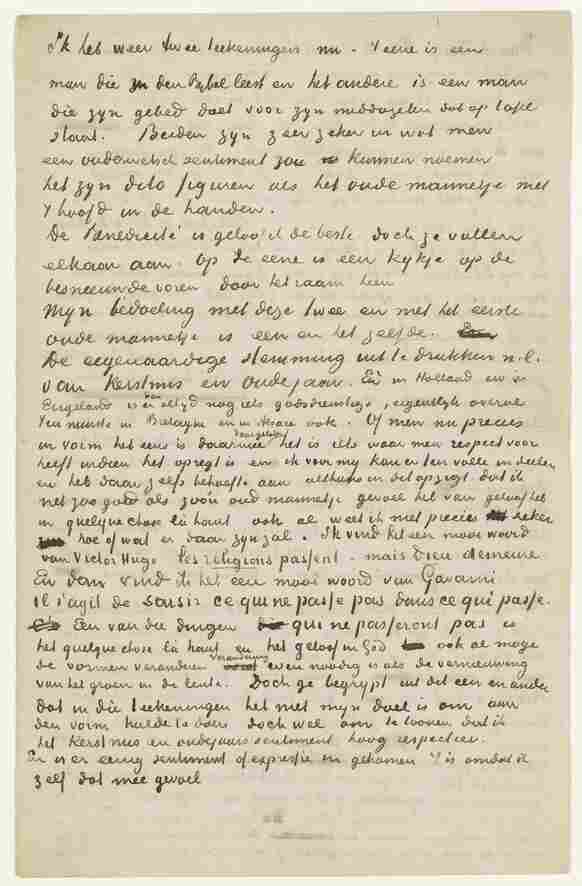 Ik heb weer twee teekeningen nu. 't eene is een
man die in den Bybel leest en het andere is een man
die zyn gebed doet voor zyn middageten dat op tafel
staat. Beiden zyn zeer zeker in wat men
een ouderwetsch sentiment zou kunnen noemen
het zyn dito figuren als het oude mannetje met
't hoofd in de handen.
De Benedicité is geloof ik de beste doch ze vullen
elkaar aan. Op de eene is een kykje op de
besneeuwde voren door het raam heen
Myn bedoeling met deze twee en met het eerste
oude mannetje is een en het zelfde.
De eigenaardige stemming uit te drukken n.l.
van Kerstmis en oudejaar. En in Holland en in
Engeland is dan altyd nog iets godsdienstigs, eigentlyk overal
ten minste in Bretagne en in Alsace ook. Of men nu precies
in vorm het eens is daarmee het is iets waar men respect voor
heeft indien het opregt is en ik voor my kan er ten volle in deelen
en heb daar zelfs behoefte aan althans in dit opzigt dat ik
net zoo goed als zoo'n oud mannetje gevoel heb van geloof heb
in quelque chose là haut ook al weet ik niet precies
hoe of wat er daar zyn zal. Ik vind het een mooi woord
van Victor Hugo les religions passent, mais Dieu demeure
En dan vind ik het een mooi woord van Gavarni
il s'agit de saisir ce qui ne passe pas dans ce qui passe.
Een van die dingen qui ne passeront pas is
het quelque chose là haut en het geloof in God ook al moge
de vormen veranderen verandering even noodig is als de vernieuwing
van het groen in de lente. Doch ge begrypt uit dit een en ander
dat in die teekeningen het niet myn doel is om aan
den vorm hulde te doen doch wel om te toonen dat ik
het Kerstmis en oudejaars sentiment hoog respecteer.
En is er eenig sentiment of expressie in gekomen 't is omdat ik
zelf dat mee gevoel